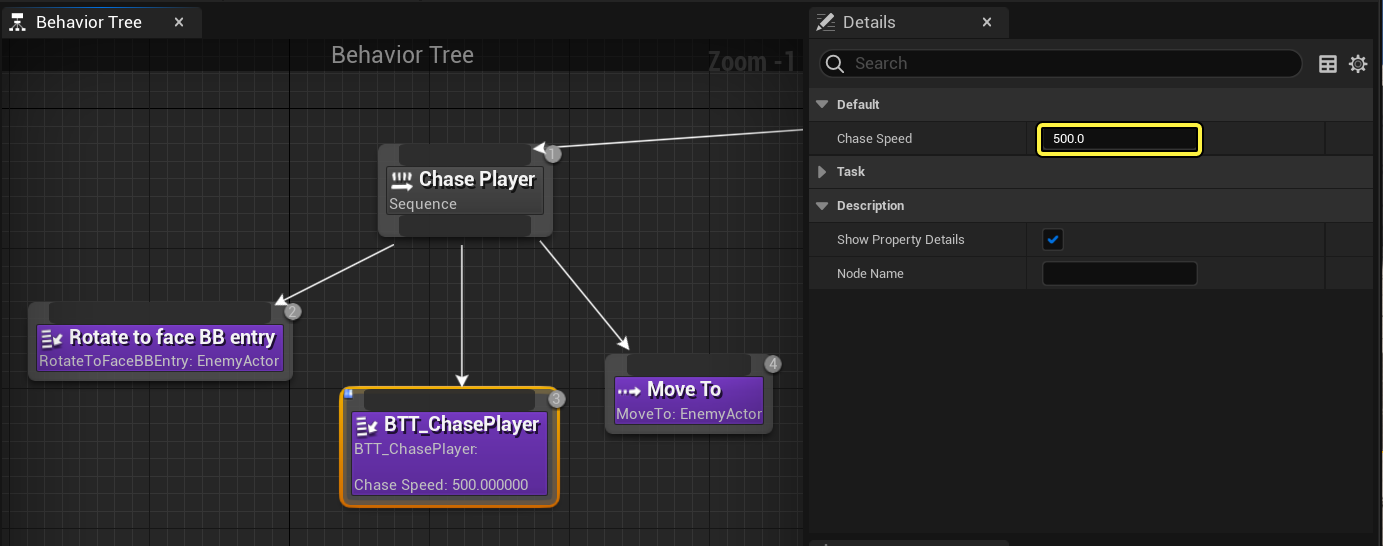 Behavior Tree
Behavior Tree
Zoom -1
1
Chase Player
Sequence
2
Rotate to face BB entry
RotateToFaceBBEntry: EnemyActor
3
BTT_ChasePlayer
BTT_ChasePlayer:
Chase Speed: 500.000000
4
Move To
MoveTo: EnemyActor
Details
Search
Default
Chase Speed
500.0
Task
Description
Show Property Details
Node Name